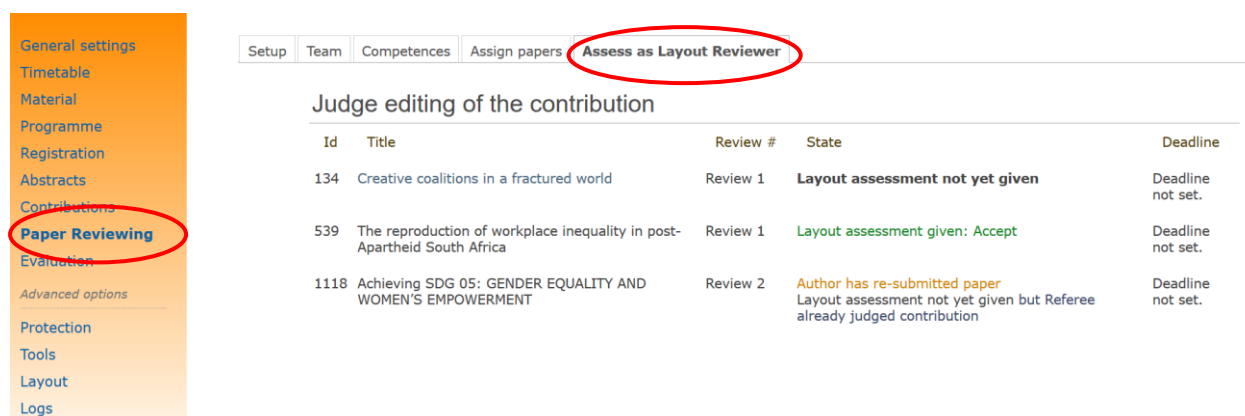 General settings
Timetable
Material
Programme
Registration
Abstracts
Contributions
Paper Reviewing
Evaluation
Advanced options
Protection
Tools
Layout
Logs
Setup Team Competences Assign papers Assess as Layout Reviewer
Judge editing of the contribution
Id Title Review # State Deadline
134 Creative coalitions in a fractured world Review 1 Layout assessment not yet given Deadline
not set.
539 The reproduction of workplace inequality in post- Review 1 Layout assessment given: Accept Deadline
Apartheid South Africa not set.
1118 Achieving SDG 05: GENDER EQUALITY AND Review 2 Author has re-submitted paper Deadline
WOMEN'S EMPOWERMENT Layout assessment not yet given but Referee not set.
already judged contribution